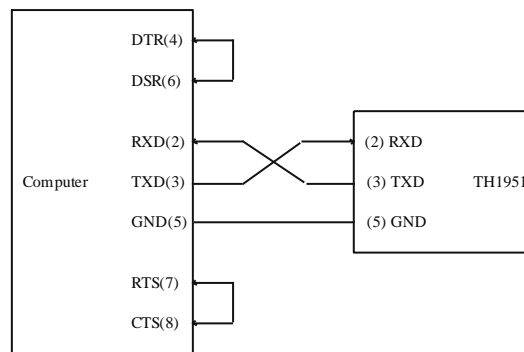 DTR(4)
DSR(6)
RXD(2)
(2) RXD
Computer
TXD(3)
(3) TXD
TH1951
GND(5)
(5) GND
RTS(7)
CTS(8)